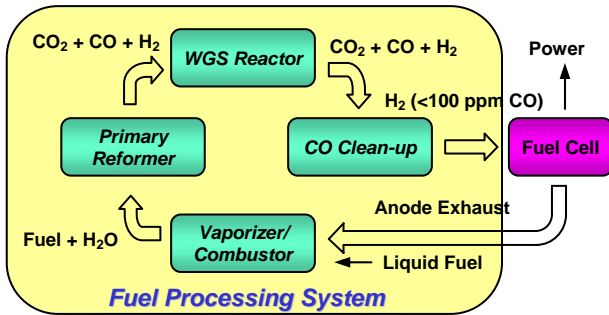 CO₂ + CO + H₂
WGS Reactor
CO₂ + CO + H₂
Power
H₂ (<100 ppm CO)
Primary
Reformer
CO Clean-up
Fuel Cell
Anode Exhaust
Fuel + H₂O
Vaporizer/
Combustor
Liquid Fuel
Fuel Processing System